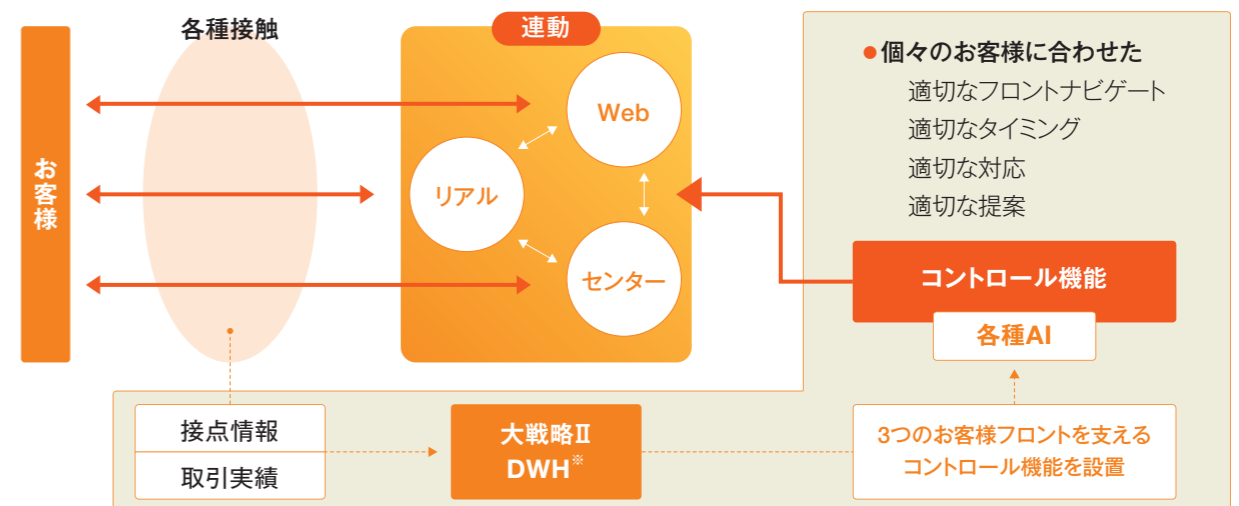 各種接触
お客様
連動
Web
リアル
センター
●個々のお客様に合わせた
適切なフロントナビゲート
適切なタイミング
適切な対応
適切な提案
コントロール機能
各種AI
接点情報
取引実績
大戦略Ⅱ
DWH※
3つのお客様フロントを支える
コントロール機能を設置